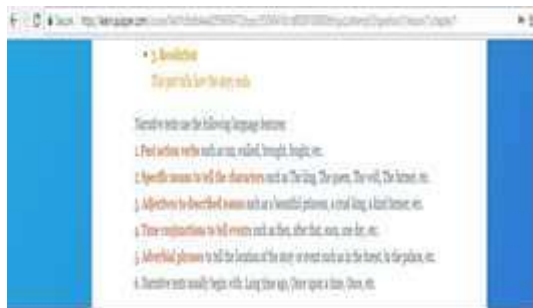 • 3. Resolution
This part tells how the story ends.
Narrative texts use the following language features:
1. Past action verbs such as ran, walked, brought, bought, etc.
2. Specific nouns to tell the characters such as The king, The queen, The wolf, The farmer, etc.
3. Adjectives to described nouns such as a beautiful princess, a cruel king, a kind farmer, etc.
4. Time conjunctions to tell events such as then, after that, soon, one day, etc.
5. Adverbial phrases to tell the location of the story or event such as in the forest, in the palace, etc.
6. Narrative texts usually begin with: Long time ago, Once upon a time, Once, etc.